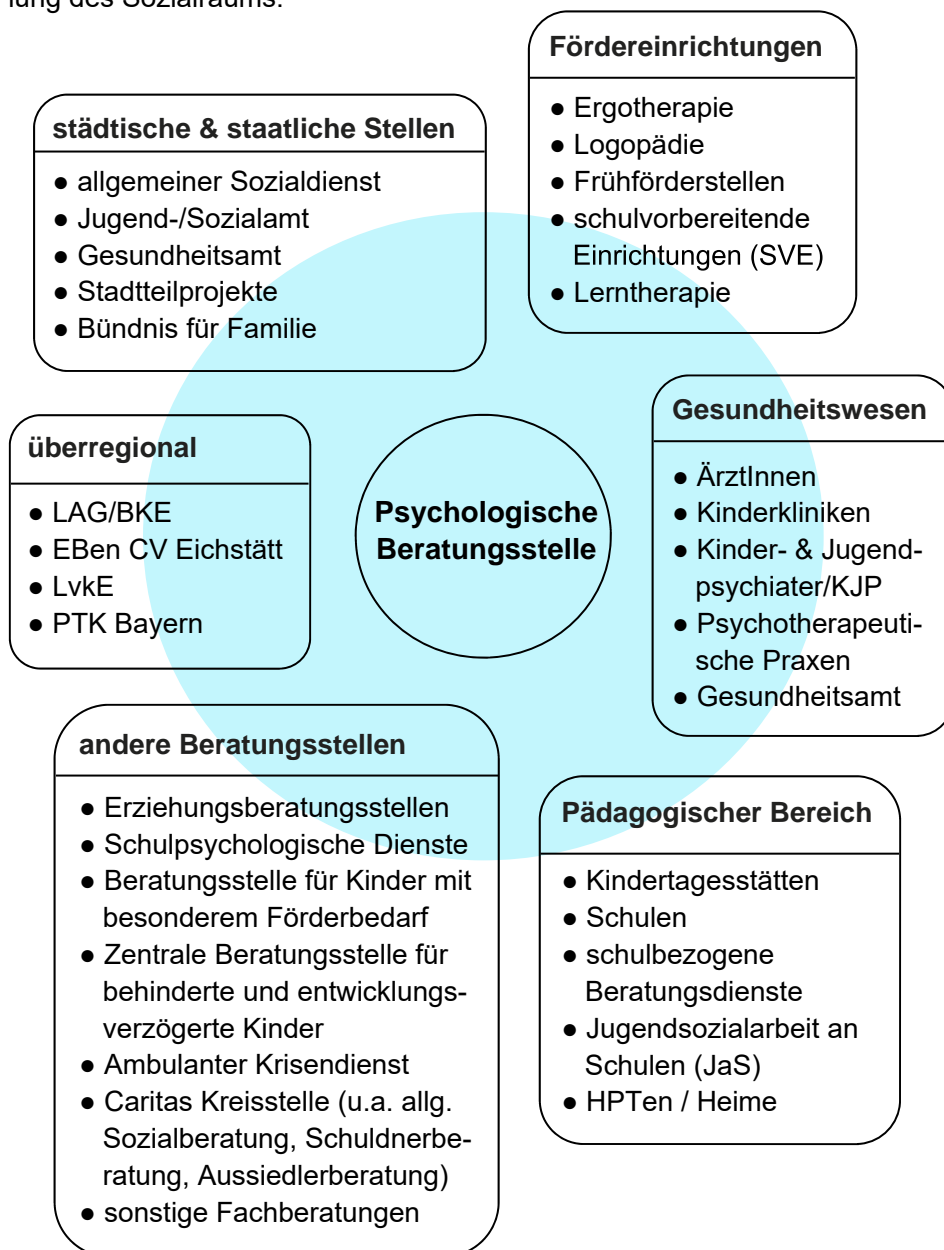 lung des Sozialraums.
Fördereinrichtungen
● Ergotherapie
● Logopädie
● Frühförderstellen
● schulvorbereitende
Einrichtungen (SVE)
● Lerntherapie
städtische & staatliche Stellen
● allgemeiner Sozialdienst
● Jugend-/Sozialamt
● Gesundheitsamt
● Stadtteilprojekte
● Bündnis für Familie
Gesundheitswesen
● ÄrztInnen
● Kinderkliniken
● Kinder- & Jugend-
psychiater/KJP
● Psychotherapeuti-
sche Praxen
● Gesundheitsamt
überregional
● LAG/BKE
● EBen CV Eichstätt
● LvkE
● PTK Bayern
Psychologische
Beratungsstelle
andere Beratungsstellen
● Erziehungsberatungsstellen
● Schulpsychologische Dienste
● Beratungsstelle für Kinder mit
besonderem Förderbedarf
● Zentrale Beratungsstelle für
behinderte und entwicklungs-
verzögerte Kinder
● Ambulanter Krisendienst
● Caritas Kreisstelle (u.a. allg.
Sozialberatung, Schuldnerbe-
ratung, Aussiedlerberatung)
● sonstige Fachberatungen
Pädagogischer Bereich
● Kindertagesstätten
● Schulen
● schulbezogene
Beratungsdienste
● Jugendsozialarbeit an
Schulen (JaS)
● HPTen / Heime